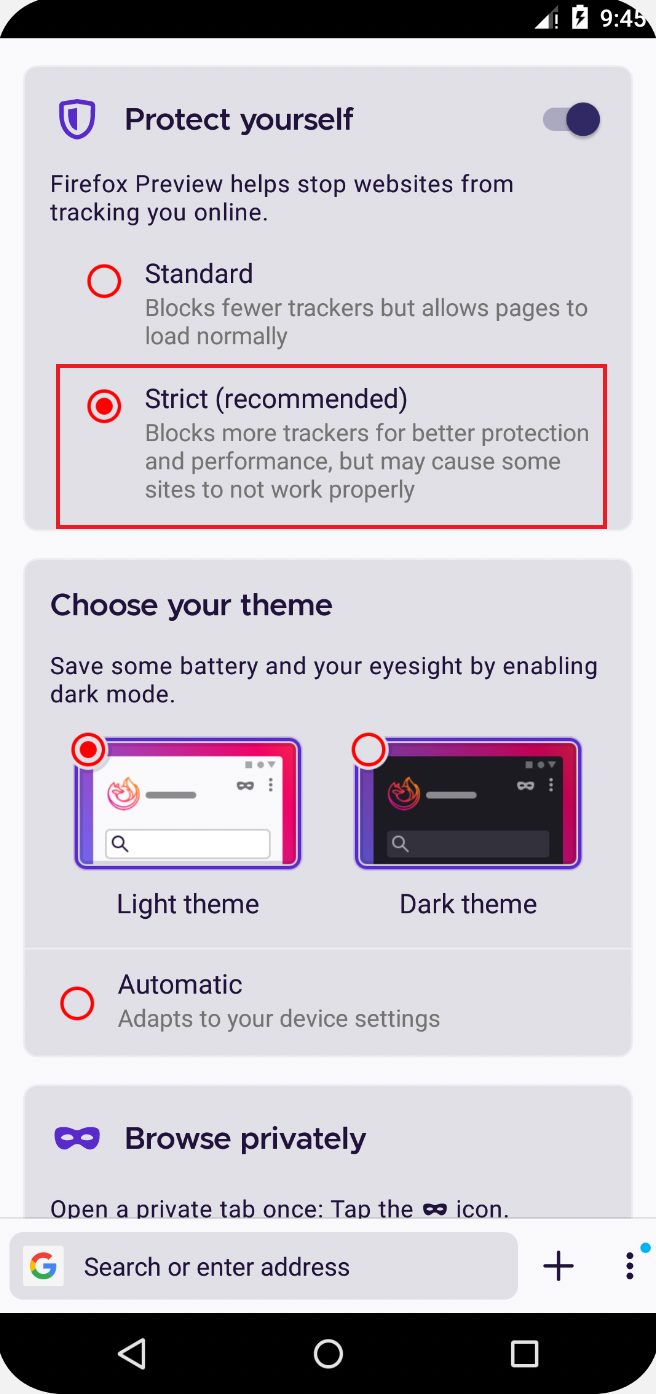 9:45
Protect yourself
Firefox Preview helps stop websites from
tracking you online.
Standard
Blocks fewer trackers but allows pages to
load normally
Strict (recommended)
Blocks more trackers for better protection
and performance, but may cause some
sites to not work properly
Choose your theme
Save some battery and your eyesight by enabling
dark mode.
Light theme
Dark theme
Automatic
Adapts to your device settings
Browse privately
Open a private tab once: Tap the icon.
Search or enter address